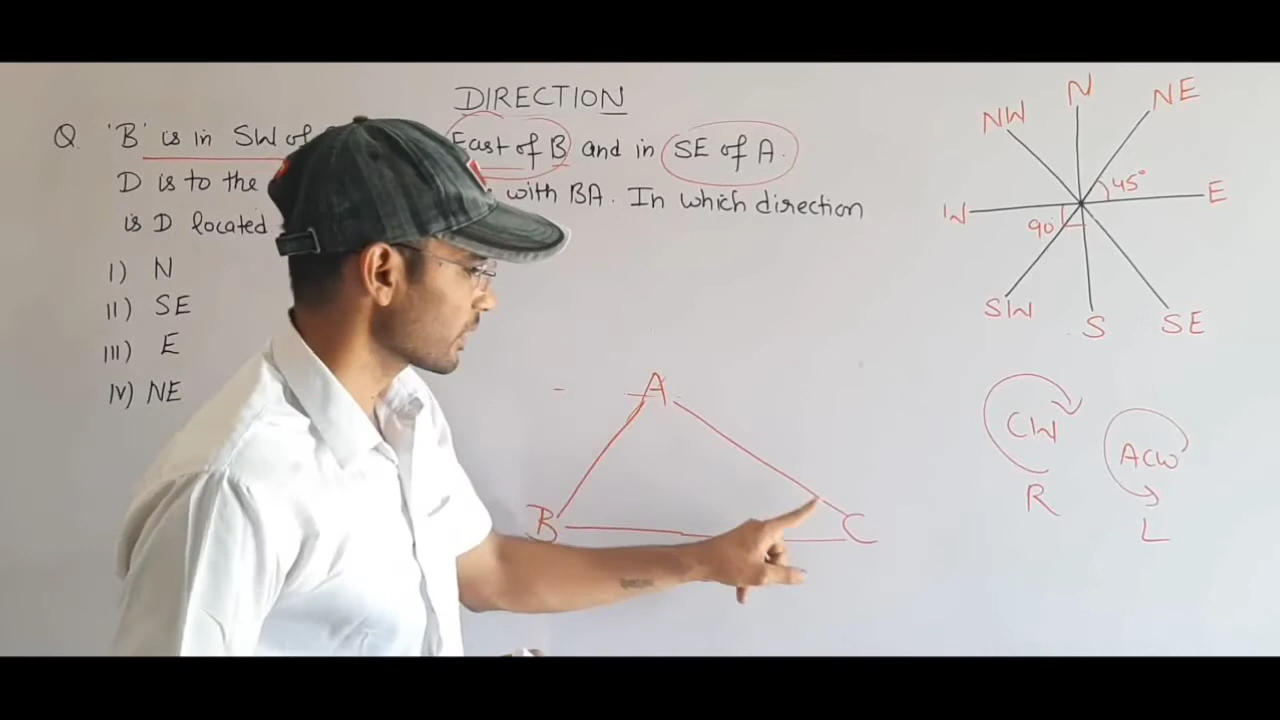 DIRECTION
Q. 'B' is in SW of East of B and in SE of A.
D is to the with BA. In which direction
is D located
I) N
II) SE
III) E
IV) NE
A
B
C
N
NW
NE
45°
W
E
90
SW
S
SE
CW
R
ACW
L